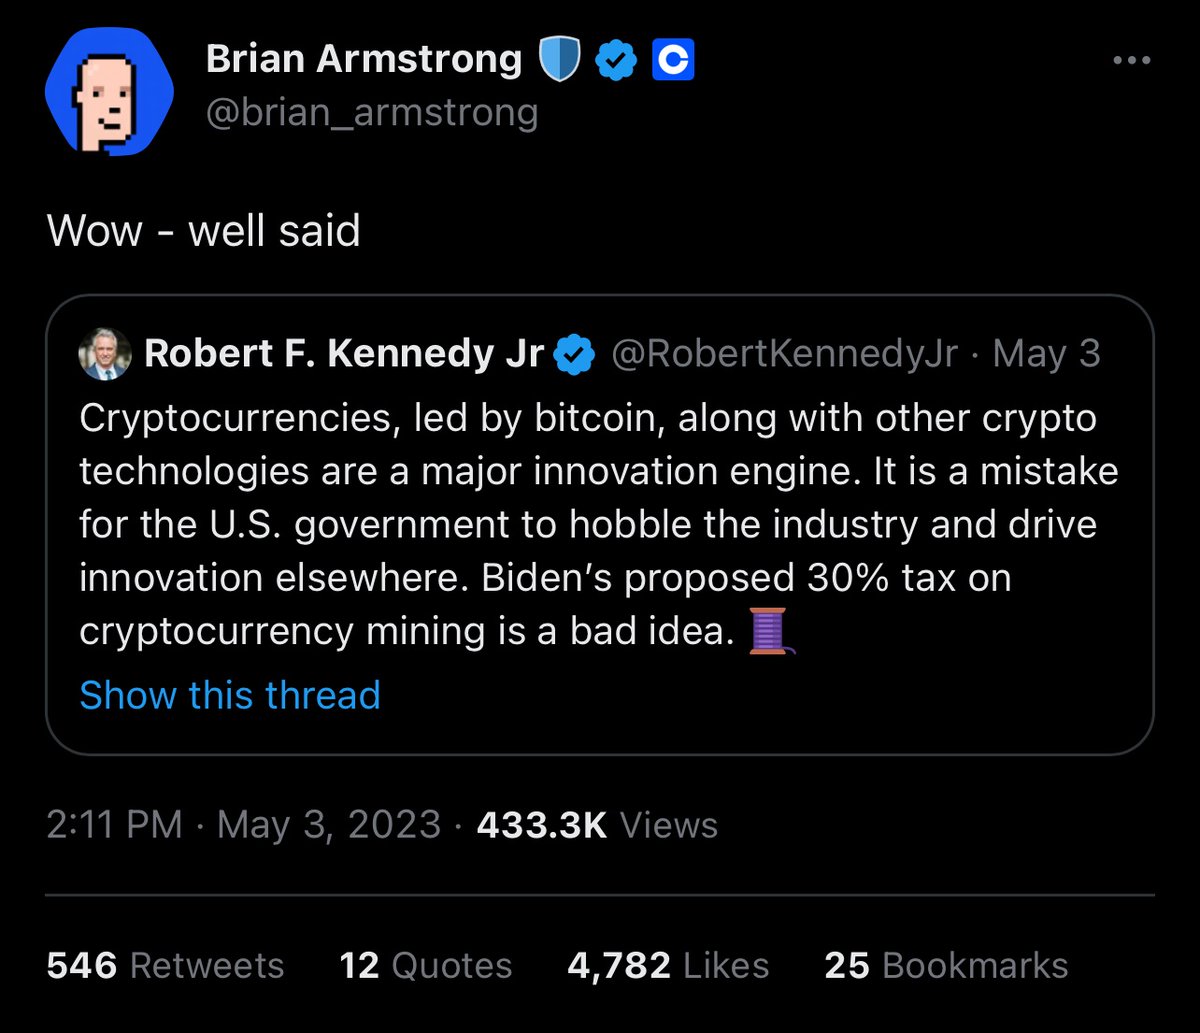 Brian Armstrong 🛡️
@brian_armstrong
Wow - well said
Robert F. Kennedy Jr @RobertKennedyJr · May 3
Cryptocurrencies, led by bitcoin, along with other crypto
technologies are a major innovation engine. It is a mistake
for the U.S. government to hobble the industry and drive
innovation elsewhere. Biden’s proposed 30% tax on
cryptocurrency mining is a bad idea. 🧵
Show this thread
2:11 PM · May 3, 2023 · 433.3K Views
546 Retweets 12 Quotes 4,782 Likes 25 Bookmarks